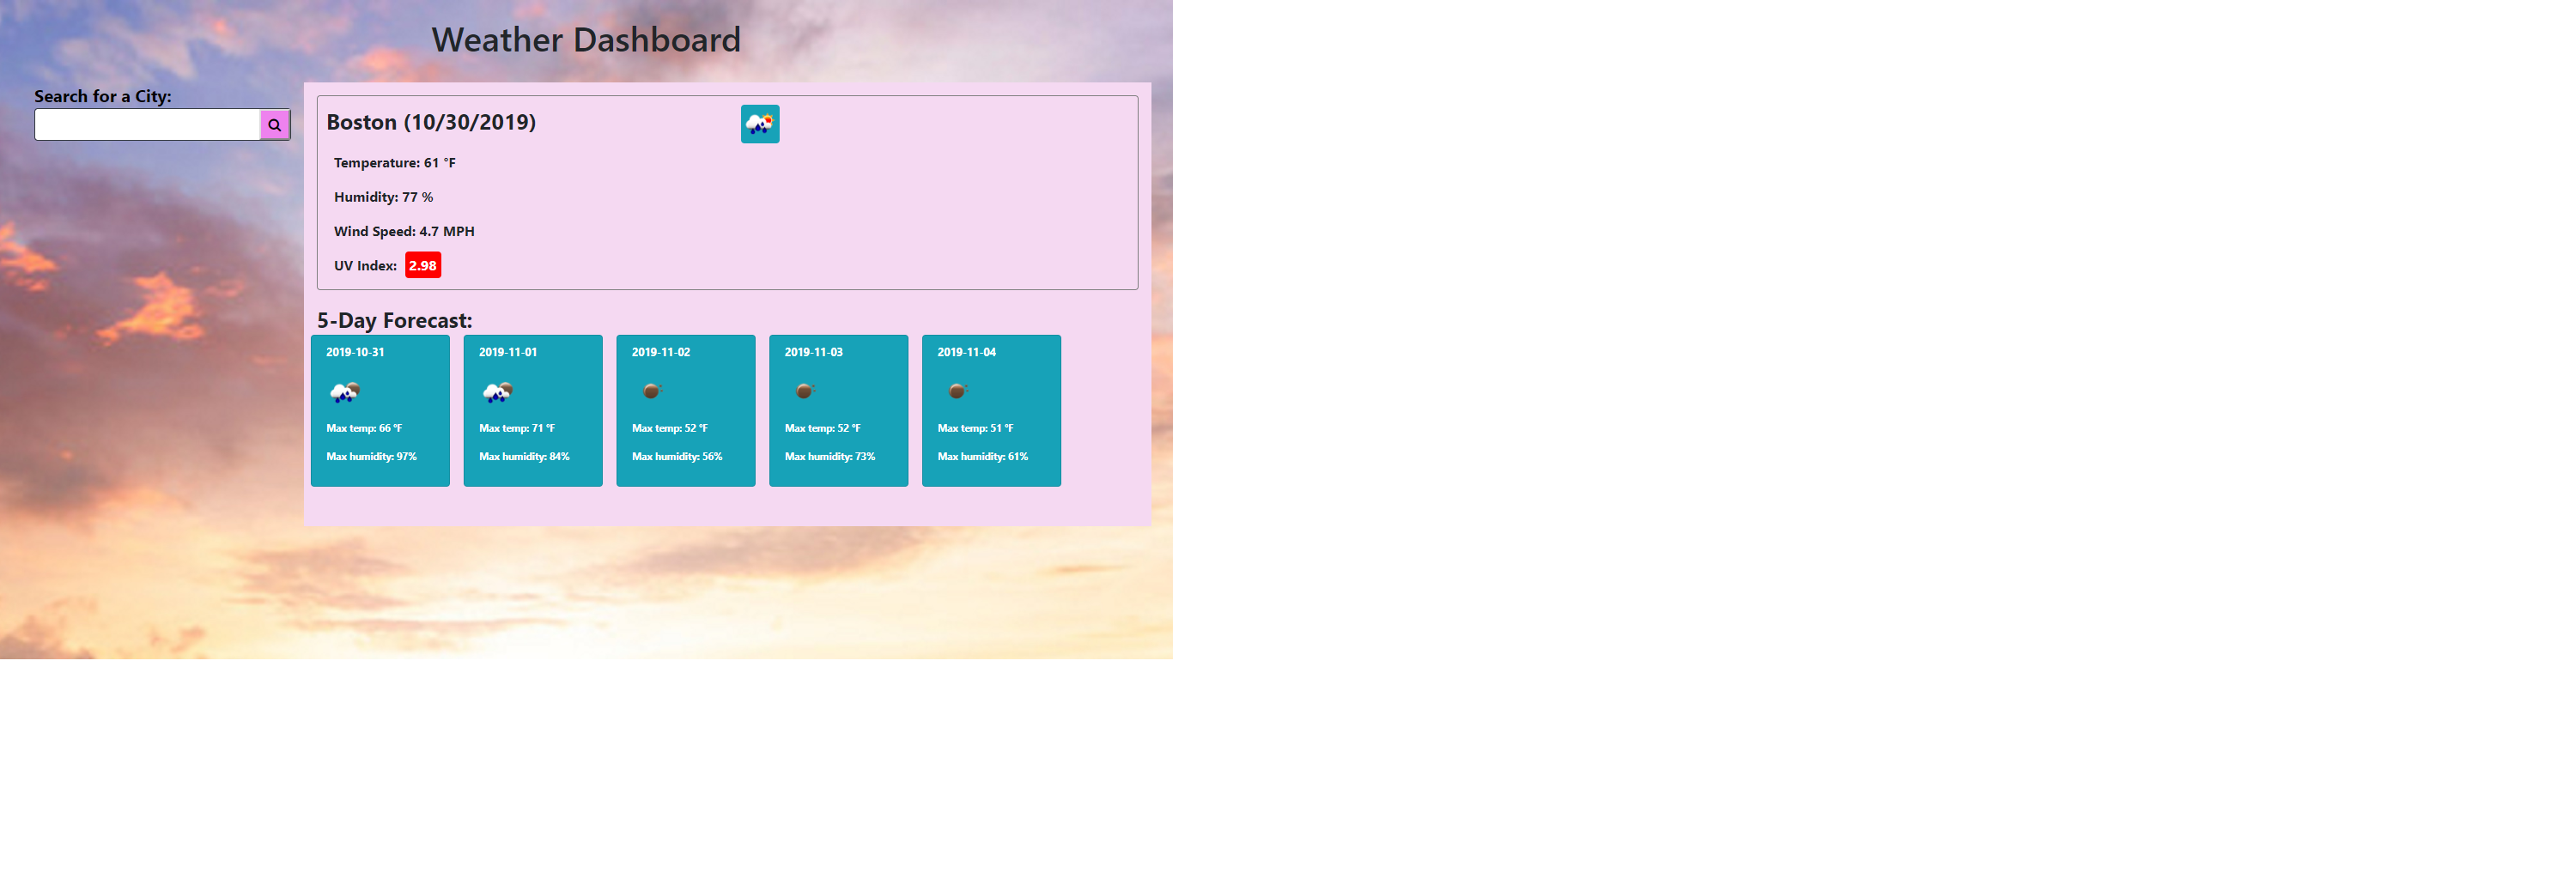 Weather Dashboard
Search for a City:
Boston (10/30/2019)
Temperature: 61 °F
Humidity: 77 %
Wind Speed: 4.7 MPH
UV Index: 2.98
5-Day Forecast:
2019-10-31
Max temp: 66 °F
Max humidity: 97%
2019-11-01
Max temp: 71 °F
Max humidity: 84%
2019-11-02
Max temp: 52 °F
Max humidity: 56%
2019-11-03
Max temp: 52 °F
Max humidity: 73%
2019-11-04
Max temp: 51 °F
Max humidity: 61%